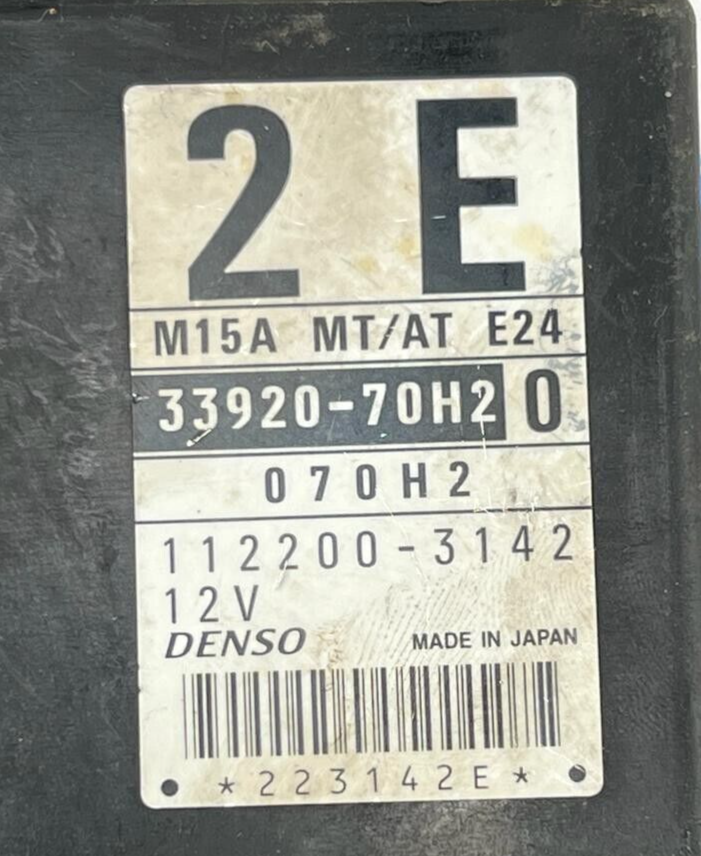 2 E
M15A MT/AT E24
33920-70H2 0
070H2
112200-3142
12V
DENSO MADE IN JAPAN
*223142E*